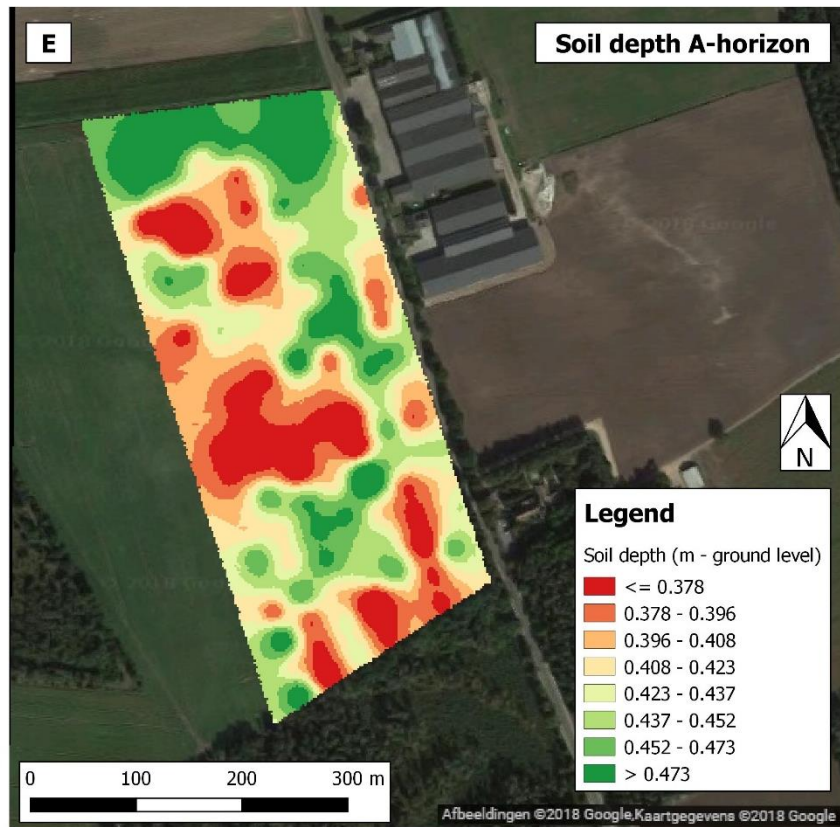 E
Soil depth A-horizon
N
Legend
Soil depth (m - ground level)
<= 0.378
0.378 - 0.396
0.396 - 0.408
0.408 - 0.423
0.423 - 0.437
0.437 - 0.452
0.452 - 0.473
> 0.473
0 100 200 300 m
Afbeeldingen ©2018 Google,Kaartgegevens ©2018 Google